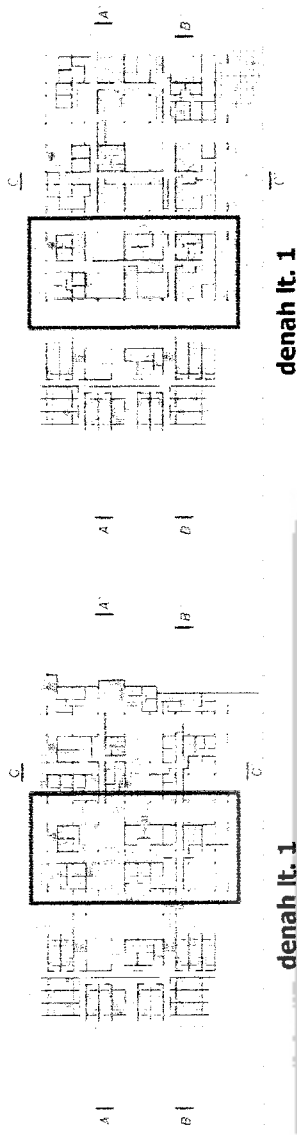 C
A A'
B B'
C'
denah lt. 1
C
A A'
B B'
C'
denah lt. 1